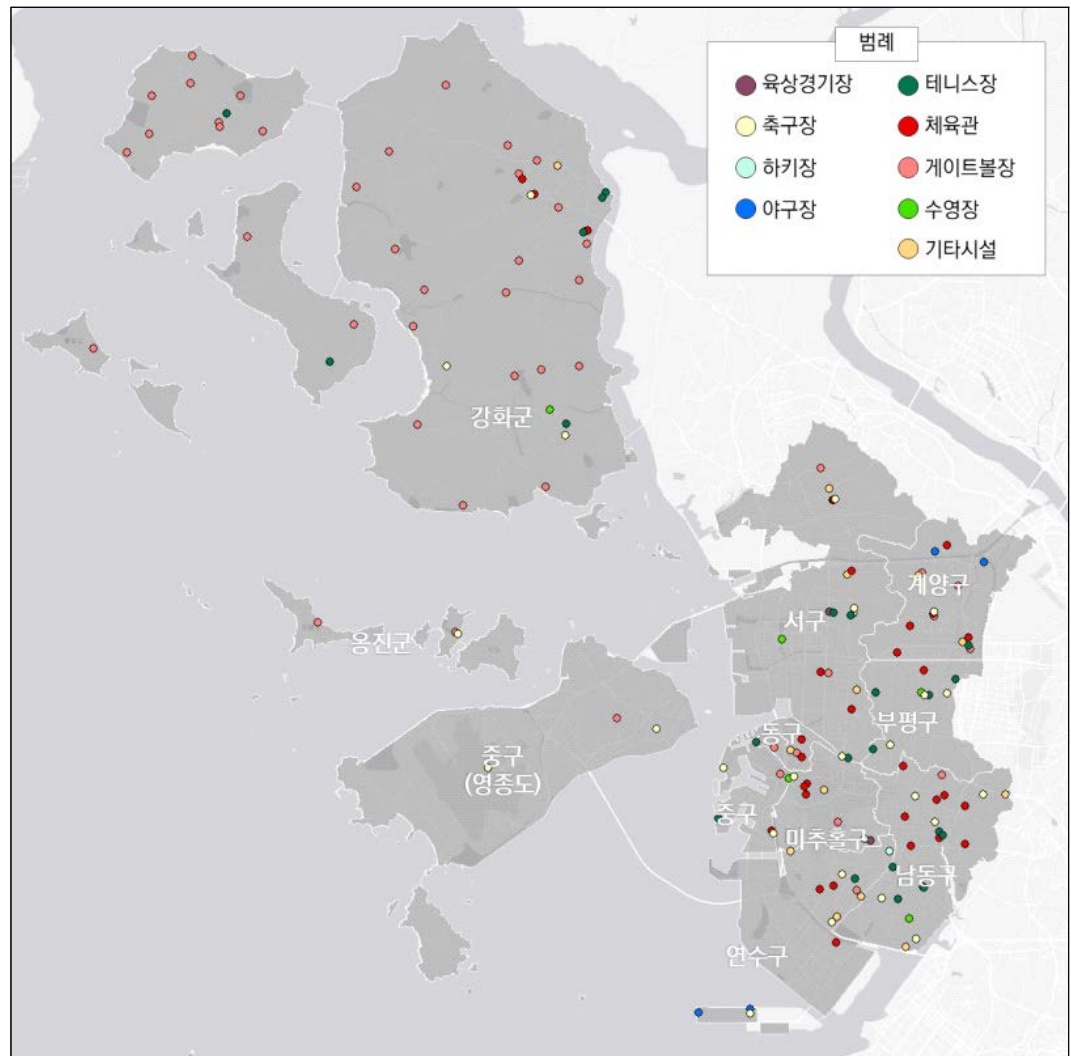 범례
육상경기장
테니스장
축구장
체육관
하키장
게이트볼장
야구장
수영장
기타시설
강화군
계양구
서구
옹진군
부평구
동구
중구
(영종도)
중구
미추홀구
남동구
연수구